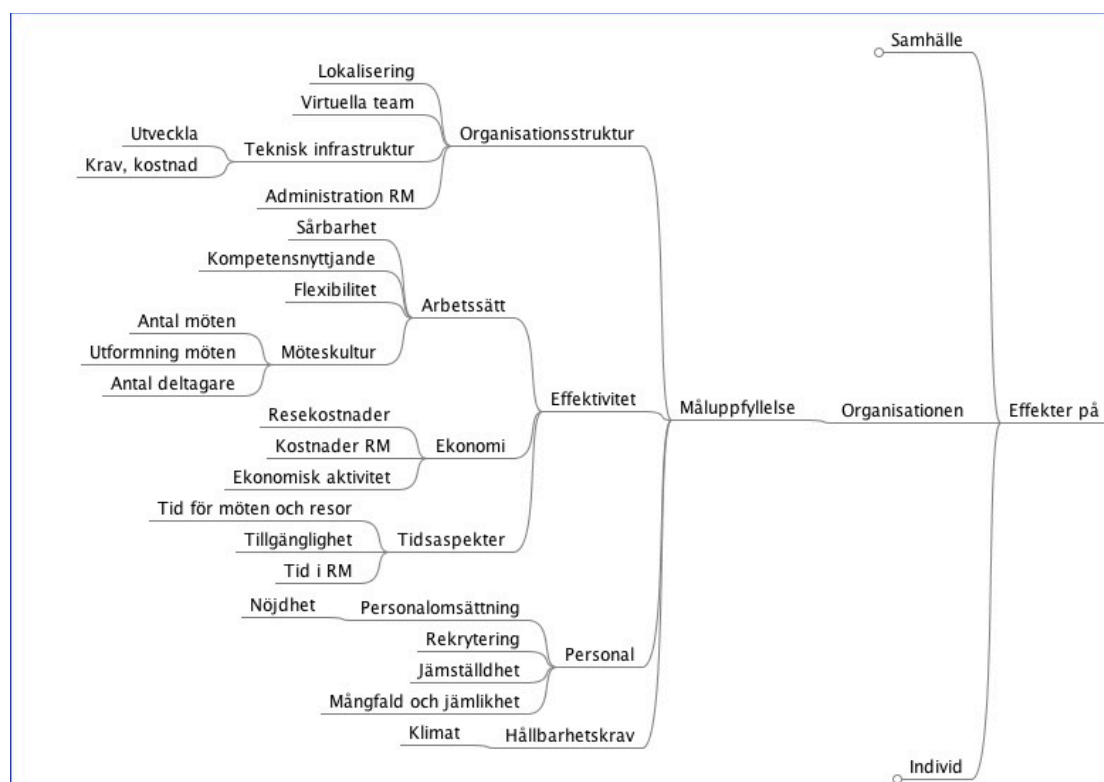 Samhälle
Lokalisering
Virtuella team
Organisationsstruktur
Utveckla
Teknisk infrastruktur
Krav, kostnad
Administration RM
Sårbarhet
Kompetensnyttjande
Flexibilitet
Arbetssätt
Antal möten
Utformning möten
Möteskultur
Antal deltagare
Effektivitet
Måluppfyllelse
Organisationen
Effekter på
Resekostnader
Kostnader RM
Ekonomi
Ekonomisk aktivitet
Tid för möten och resor
Tillgänglighet
Tidsaspekter
Tid i RM
Nöjdhet
Personalomsättning
Rekrytering
Personal
Jämställdhet
Mångfald och jämlikhet
Klimat
Hållbarhetskrav
Individ